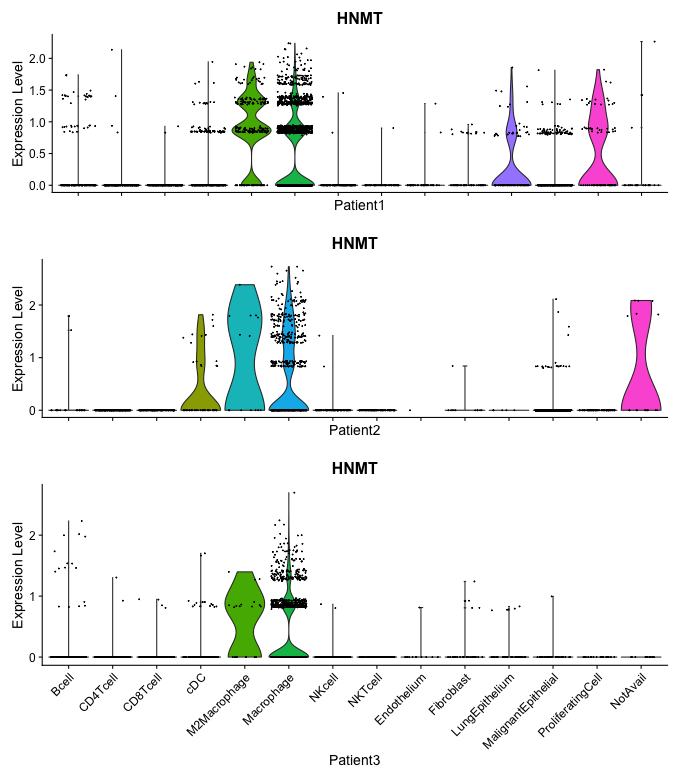 HNMT
Expression Level
2.0
1.5
1.0
0.5
0.0
Patient1
HNMT
Expression Level
2
1
0
Patient2
HNMT
Expression Level
2
1
0
Bcell
CD4Tcell
CD8Tcell
cDC
M2Macrophage
Macrophage
NKcell
NKTcell
Endothelium
Fibroblast
LungEpithelium
MalignantEpithelial
ProliferatingCell
NotAvail
Patient3